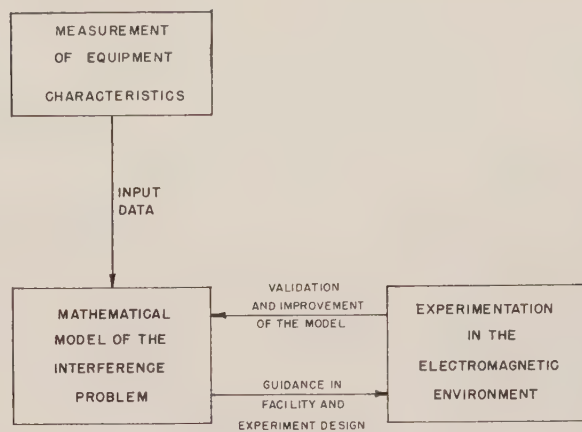 MEASUREMENT
OF EQUIPMENT
CHARACTERISTICS
INPUT
DATA
MATHEMATICAL
MODEL OF THE
INTERFERENCE
PROBLEM
VALIDATION
AND IMPROVEMENT
OF THE MODEL
GUIDANCE IN
FACILITY AND
EXPERIMENT DESIGN
EXPERIMENTATION
IN THE
ELECTROMAGNETIC
ENVIRONMENT